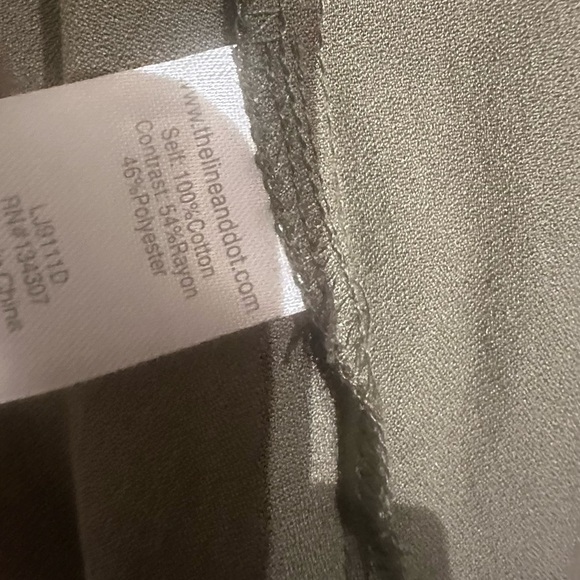 www.thelineanddot.com
Self: 100%Cotton
Contrast: 54%Rayon
46%Polyester
LJ9111D
RN#134307
China